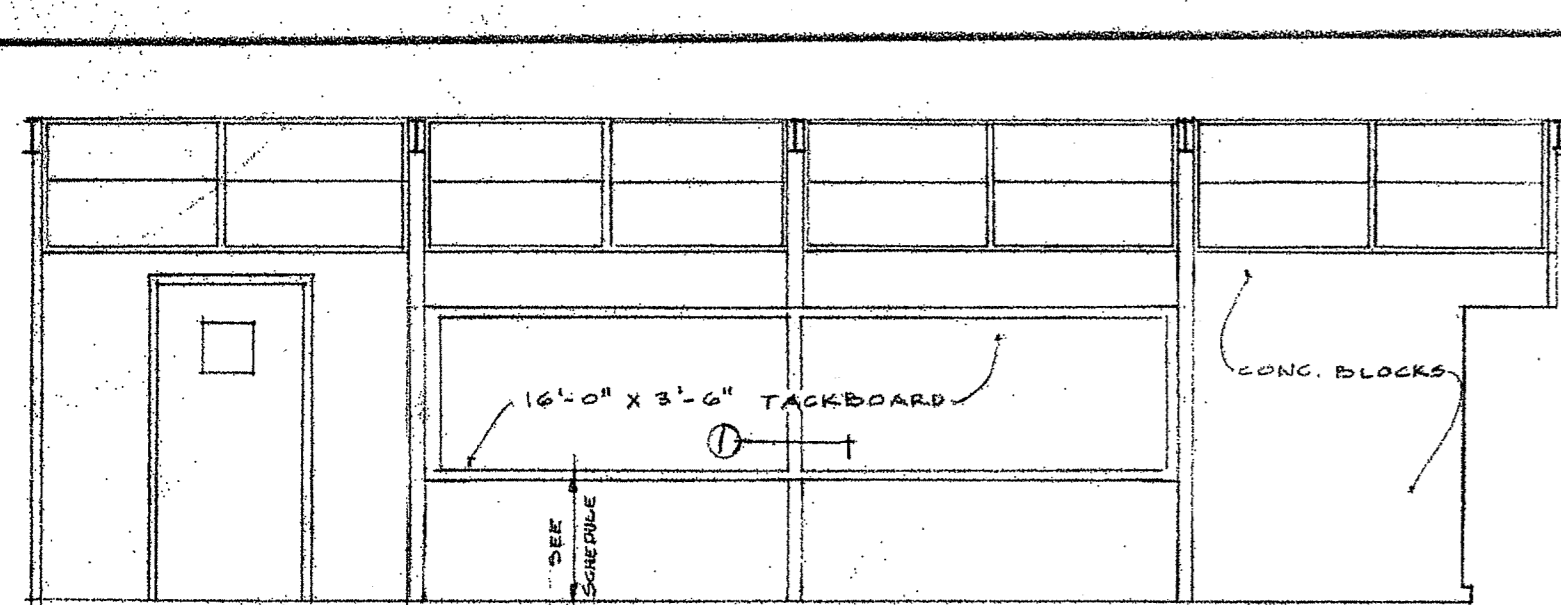 CONC. BLOCKS
16'-0" X 3'-6" TACKBOARD
1
SEE
SCHEDULE